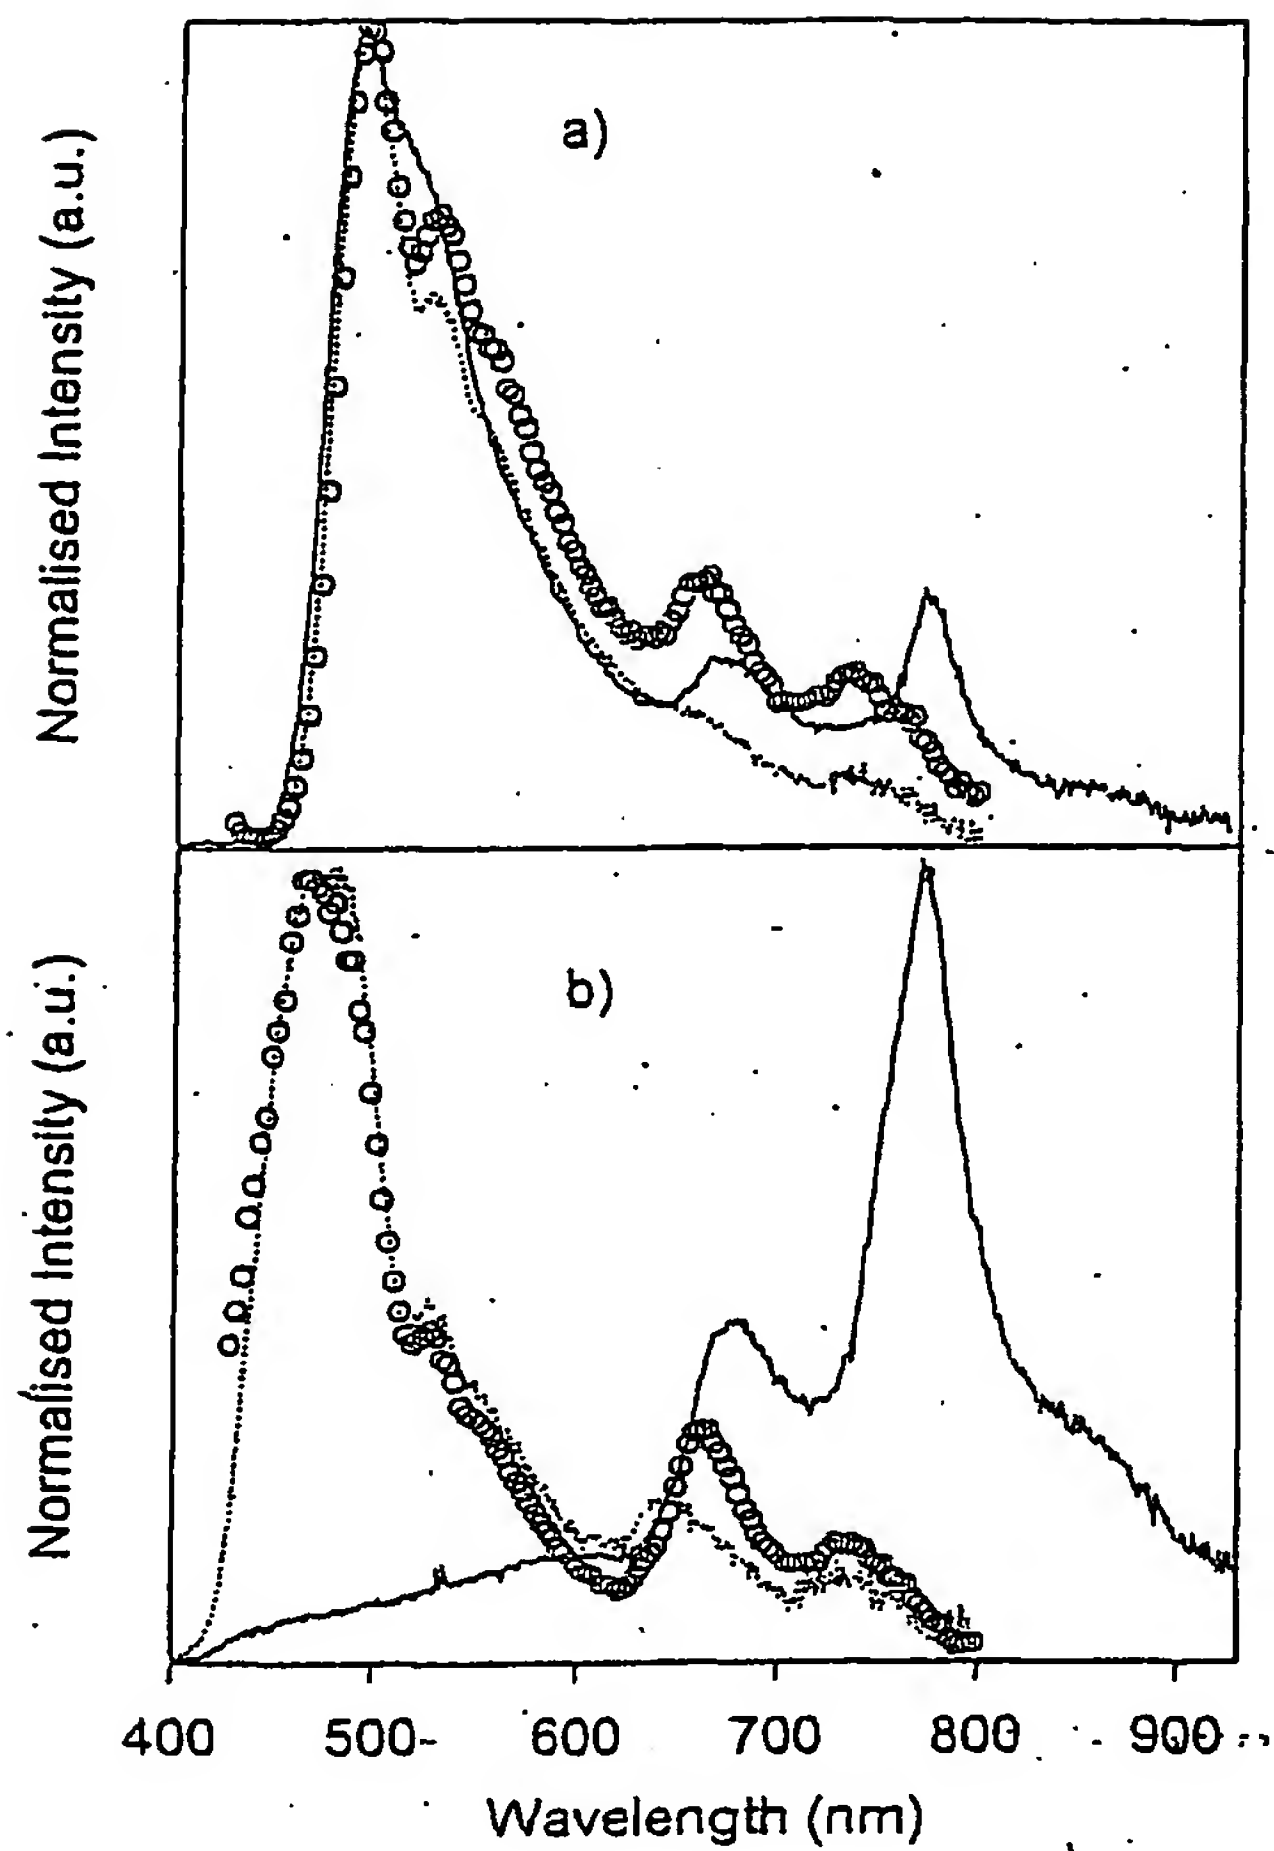 a)
Normalised Intensity (a.u.)
b)
Normalised Intensity (a.u.)
400 500 600 700 800 900
Wavelength (nm)